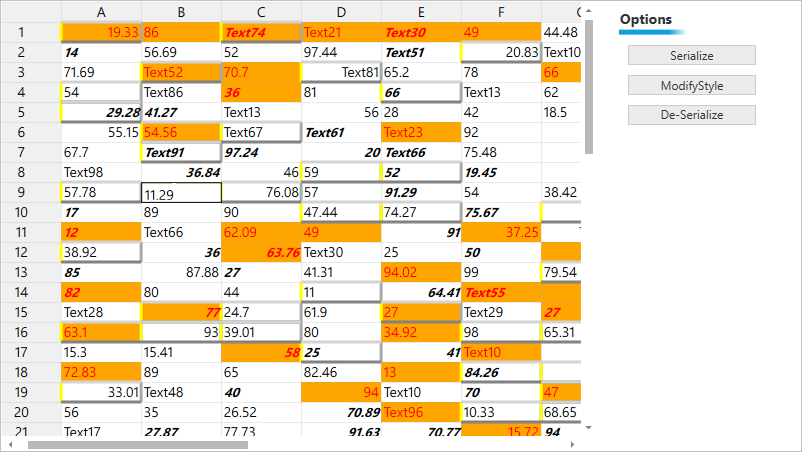 A B C D E F
Options
1 19.33 86 Text74 Text21 Text30 49 44.48
2 14 56.69 52 97.44 Text51 20.83 Text10
Serialize
3 71.69 Text52 70.7 Text81 65.2 78 66
ModifyStyle
4 54 Text86 36 81 66 Text13 62
De-Serialize
5 29.28 41.27 Text13 56 28 42 18.5
6 55.15 54.56 Text67 Text61 Text23 92
7 67.7 Text91 97.24 20 Text66 75.48
8 Text98 36.84 46 59 52 19.45
9 57.78 11.29 76.08 57 91.29 54 38.42
10 17 89 90 47.44 74.27 75.67
11 12 Text66 62.09 49 91 37.25
12 38.92 36 63.76 Text30 25 50
13 85 87.88 27 41.31 94.02 99 79.54
14 82 80 44 11 64.41 Text55
15 Text28 77 24.7 61.9 27 Text29 27
16 63.1 93 39.01 80 34.92 98 65.31
17 15.3 15.41 58 25 41 Text10
18 72.83 89 65 82.46 13 84.26
19 33.01 Text48 40 94 Text10 70 47
20 56 35 26.52 70.89 Text96 10.33 68.65
21 Text17 27.87 77.73 91.63 70.77 15.72 94